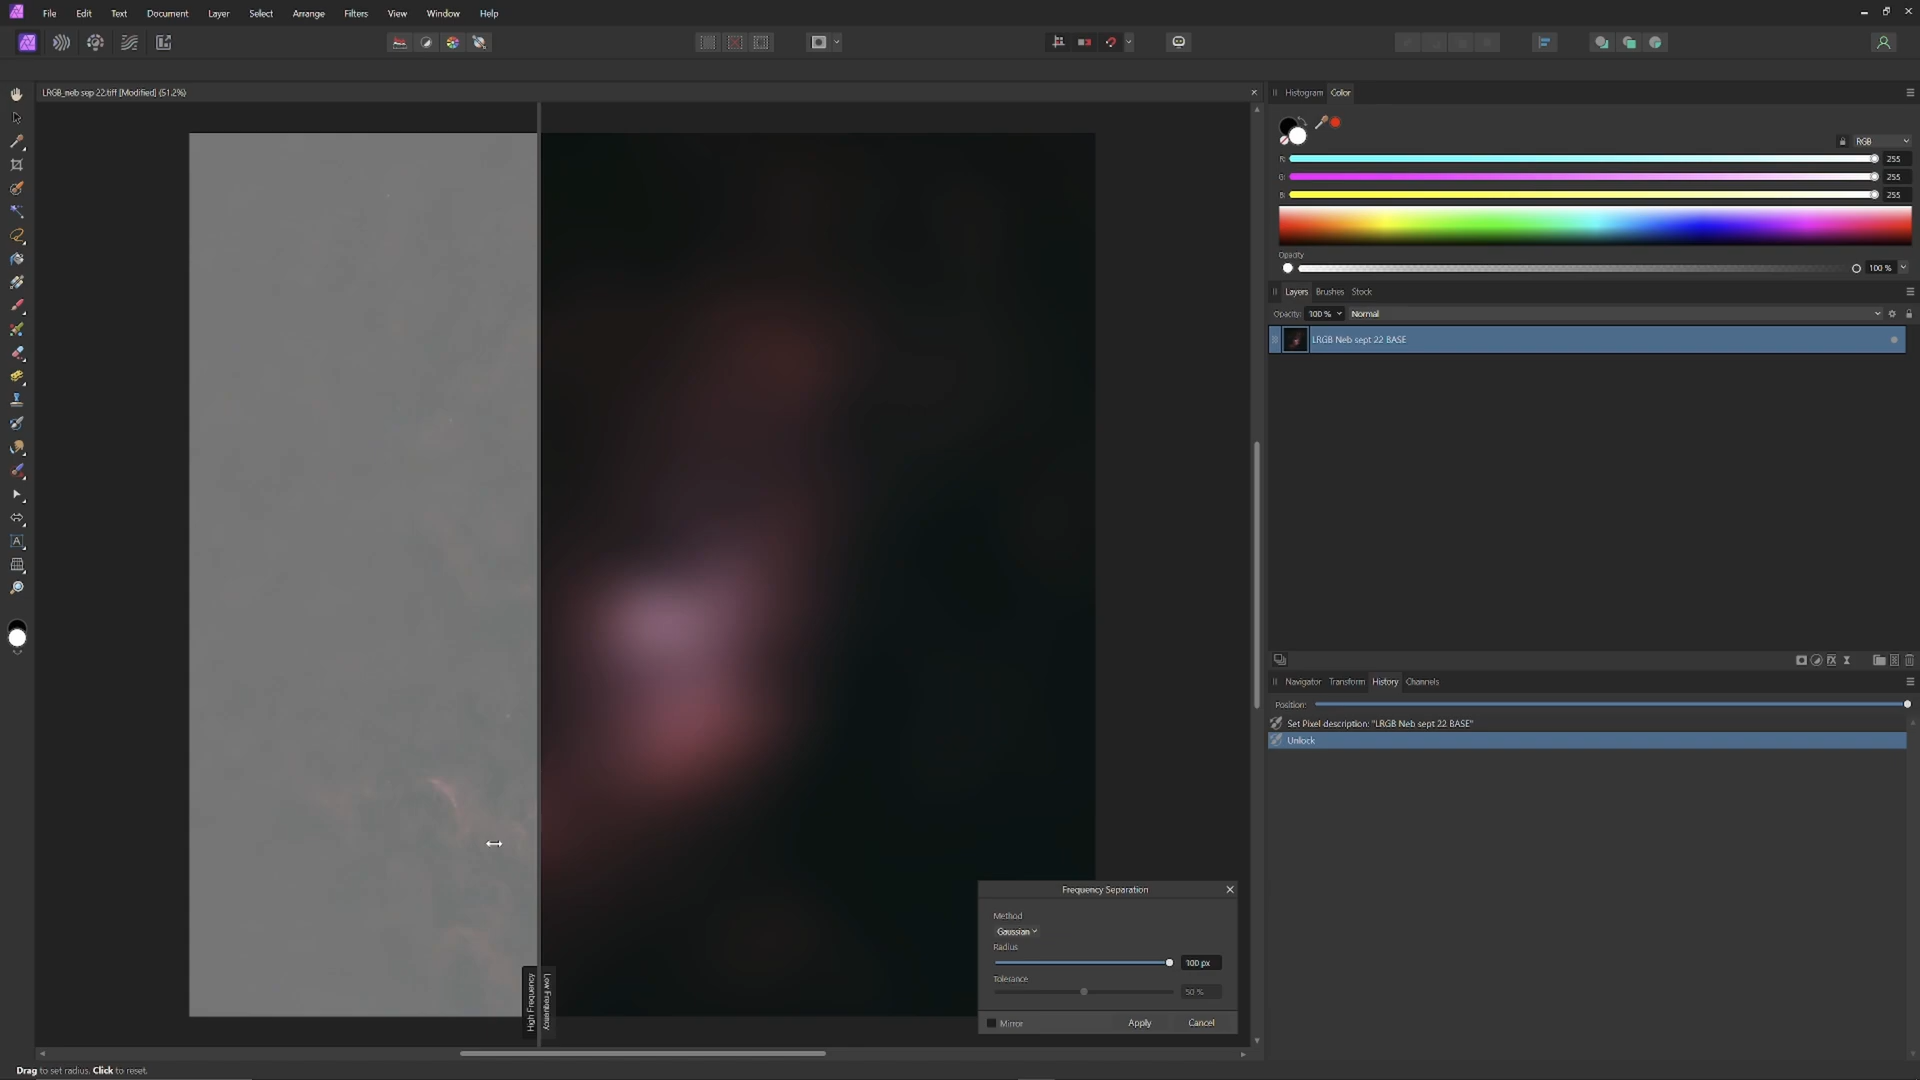 File Edit Text Document Layer Select Arrange Filters View Window Help
LRGB_neb sep 22.tiff [Modified] (51.2%)
Histogram Color
RGB
R: 255
G: 255
B: 255
Opacity
100 %
Layers Brushes Stock
Opacity: 100 % Normal
LRGB Neb sept 22 BASE
Navigator Transform History Channels
Position:
Set Pixel description: "LRGB Neb sept 22 BASE"
Unlock
Frequency Separation
Method
Gaussian
Radius
100 px
Tolerance
50 %
Mirror Apply Cancel
High Frequency
Low Frequency
Drag to set radius. Click to reset.